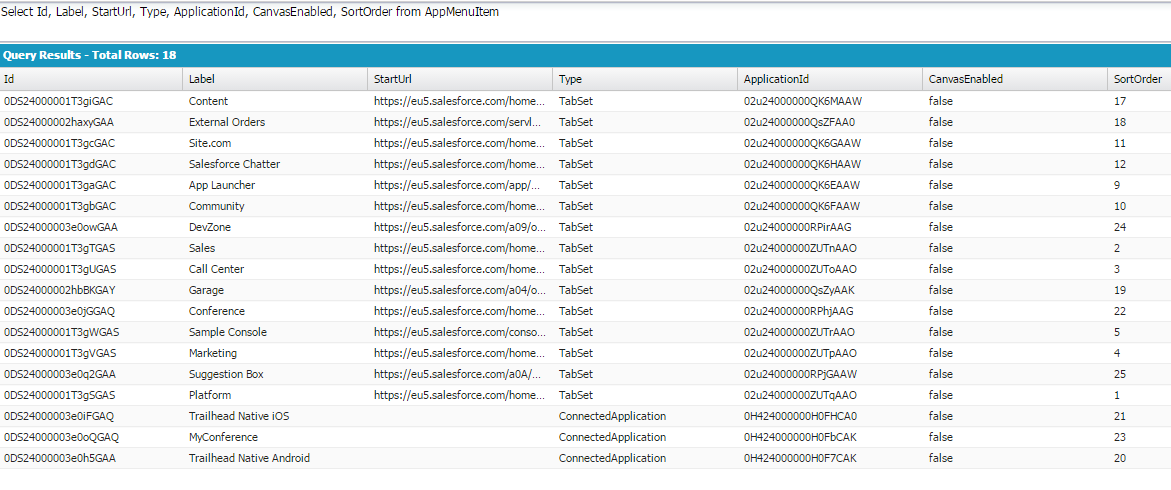 Select Id, Label, StartUrl, Type, ApplicationId, CanvasEnabled, SortOrder from AppMenuItem
Query Results - Total Rows: 18
Id Label StartUrl Type ApplicationId CanvasEnabled SortOrder
0DS24000001T3giGAC Content https://eu5.salesforce.com/home... TabSet 02u24000000QK6MAAW false 17
0DS24000002haxyGAA External Orders https://eu5.salesforce.com/servl... TabSet 02u24000000QsZFAA0 false 18
0DS24000001T3gcGAC Site.com https://eu5.salesforce.com/home... TabSet 02u24000000QK6GAAW false 11
0DS24000001T3gdGAC Salesforce Chatter https://eu5.salesforce.com/home... TabSet 02u24000000QK6HAAW false 12
0DS24000001T3gaGAC App Launcher https://eu5.salesforce.com/app/... TabSet 02u24000000QK6EAAW false 9
0DS24000001T3gbGAC Community https://eu5.salesforce.com/home... TabSet 02u24000000QK6FAAW false 10
0DS24000003e0owGAA DevZone https://eu5.salesforce.com/a09/o... TabSet 02u24000000RPirAAG false 24
0DS24000001T3gTGAS Sales https://eu5.salesforce.com/home... TabSet 02u24000000ZUTnAAO false 2
0DS24000001T3gUGAS Call Center https://eu5.salesforce.com/home... TabSet 02u24000000ZUToAAO false 3
0DS24000002hbBKGAY Garage https://eu5.salesforce.com/a04/o... TabSet 02u24000000QsZyAAK false 19
0DS24000003e0jGGAQ Conference https://eu5.salesforce.com/home... TabSet 02u24000000RPhjAAG false 22
0DS24000001T3gWGAS Sample Console https://eu5.salesforce.com/conso... TabSet 02u24000000ZUTrAAO false 5
0DS24000001T3gVGAS Marketing https://eu5.salesforce.com/home... TabSet 02u24000000ZUTpAAO false 4
0DS24000003e0q2GAA Suggestion Box https://eu5.salesforce.com/a0A/... TabSet 02u24000000RPjGAAW false 25
0DS24000001T3gSGAS Platform https://eu5.salesforce.com/home... TabSet 02u24000000ZUTqAAO false 1
0DS24000003e0iFGAQ Trailhead Native iOS ConnectedApplication 0H424000000H0FHCA0 false 21
0DS24000003e0oQGAQ MyConference ConnectedApplication 0H424000000H0FbCAK false 23
0DS24000003e0h5GAA Trailhead Native Android ConnectedApplication 0H424000000H0F7CAK false 20